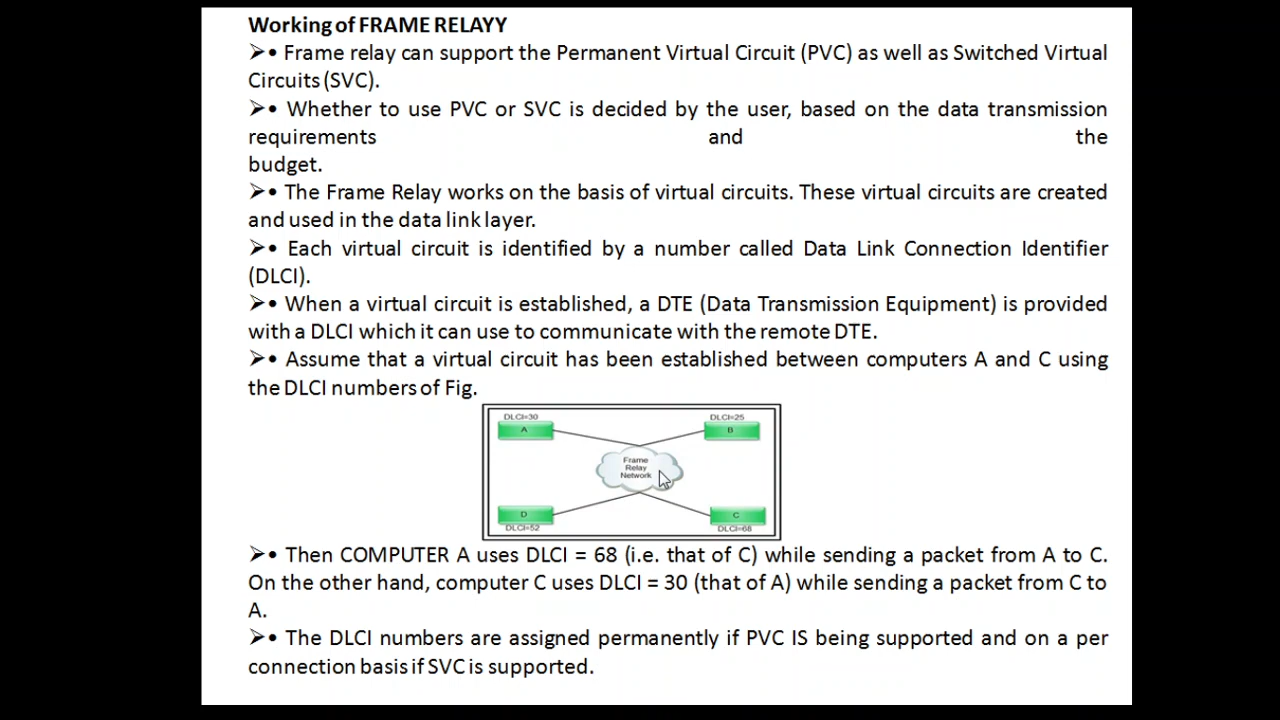 Working of FRAME RELAYY
➢• Frame relay can support the Permanent Virtual Circuit (PVC) as well as Switched Virtual
Circuits (SVC).
➢• Whether to use PVC or SVC is decided by the user, based on the data transmission
requirements and the
budget.
➢• The Frame Relay works on the basis of virtual circuits. These virtual circuits are created
and used in the data link layer.
➢• Each virtual circuit is identified by a number called Data Link Connection Identifier
(DLCI).
➢• When a virtual circuit is established, a DTE (Data Transmission Equipment) is provided
with a DLCI which it can use to communicate with the remote DTE.
➢• Assume that a virtual circuit has been established between computers A and C using
the DLCI numbers of Fig.
DLCI=30
A
DLCI=25
B
Frame
Relay
Network
D
DLCI=52
C
DLCI=68
➢• Then COMPUTER A uses DLCI = 68 (i.e. that of C) while sending a packet from A to C.
On the other hand, computer C uses DLCI = 30 (that of A) while sending a packet from C to
A.
➢• The DLCI numbers are assigned permanently if PVC IS being supported and on a per
connection basis if SVC is supported.